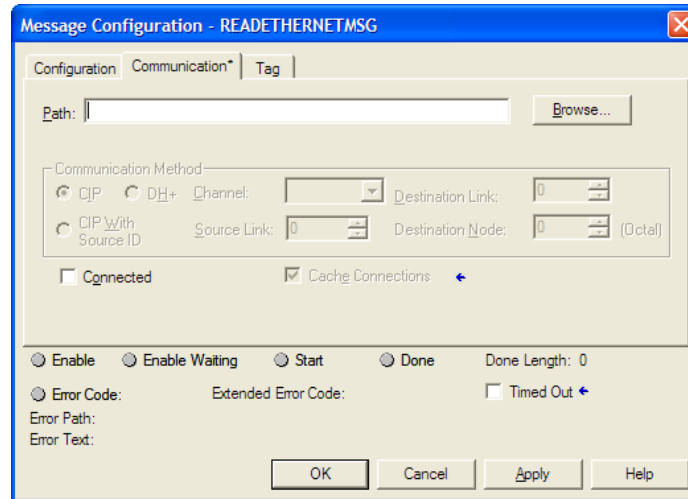 Message Configuration - READETHERNETMSG
Configuration Communication* Tag
Path: Browse...
Communication Method
CIP DH+ Channel: Destination Link: 0
CIP With Source ID Source Link: 0 Destination Node: 0 (Octal)
Connected Cache Connections
Enable Enable Waiting Start Done Done Length: 0
Error Code: Extended Error Code: Timed Out
Error Path:
Error Text:
OK Cancel Apply Help